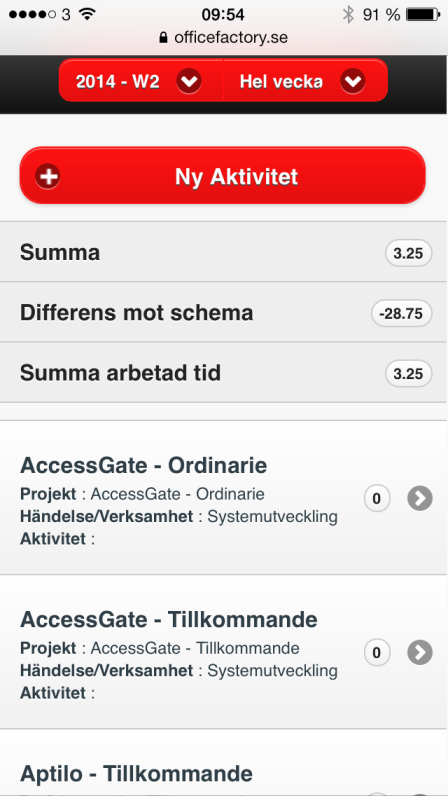 3 09:54 91 %
officefactory.se
2014 - W2 Hel vecka
Ny Aktivitet
Summa 3.25
Differens mot schema -28.75
Summa arbetad tid 3.25
AccessGate - Ordinarie
Projekt : AccessGate - Ordinarie 0
Händelse/Verksamhet : Systemutveckling
Aktivitet :
AccessGate - Tillkommande
Projekt : AccessGate - Tillkommande 0
Händelse/Verksamhet : Systemutveckling
Aktivitet :
Aptilo - Tillkommande